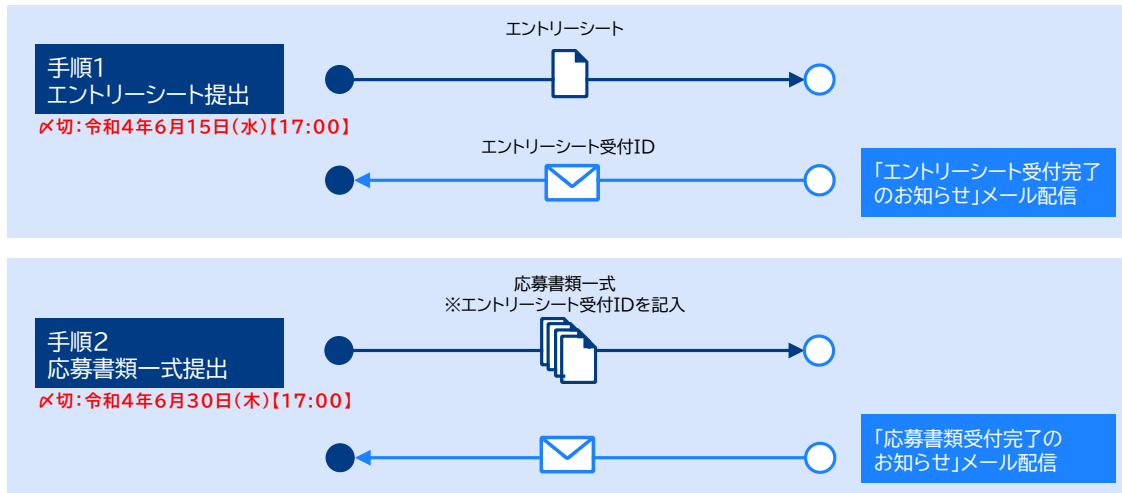 エントリーシート
手順1
エントリーシート提出
〆切:令和4年6月15日(水)【17:00】
エントリーシート受付ID
「エントリーシート受付完了
のお知らせ」メール配信
応募書類一式
※エントリーシート受付IDを記入
手順2
応募書類一式提出
〆切:令和4年6月30日(木)【17:00】
「応募書類受付完了の
お知らせ」メール配信